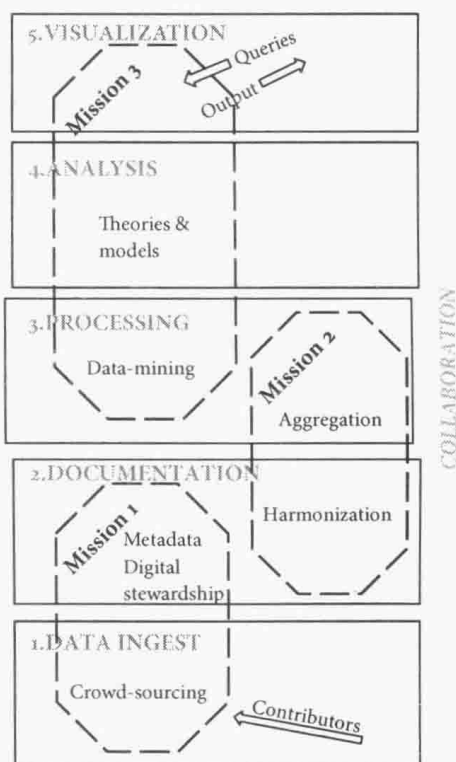 5.VISUALIZATION
Mission 3
Queries
Output
4.ANALYSIS
Theories &
models
3.PROCESSING
Data-mining
Mission 2
Aggregation
COLLABORATION
2.DOCUMENTATION
Mission 1
Metadata
Digital
stewardship
Harmonization
1.DATA INGEST
Crowd-sourcing
Contributors